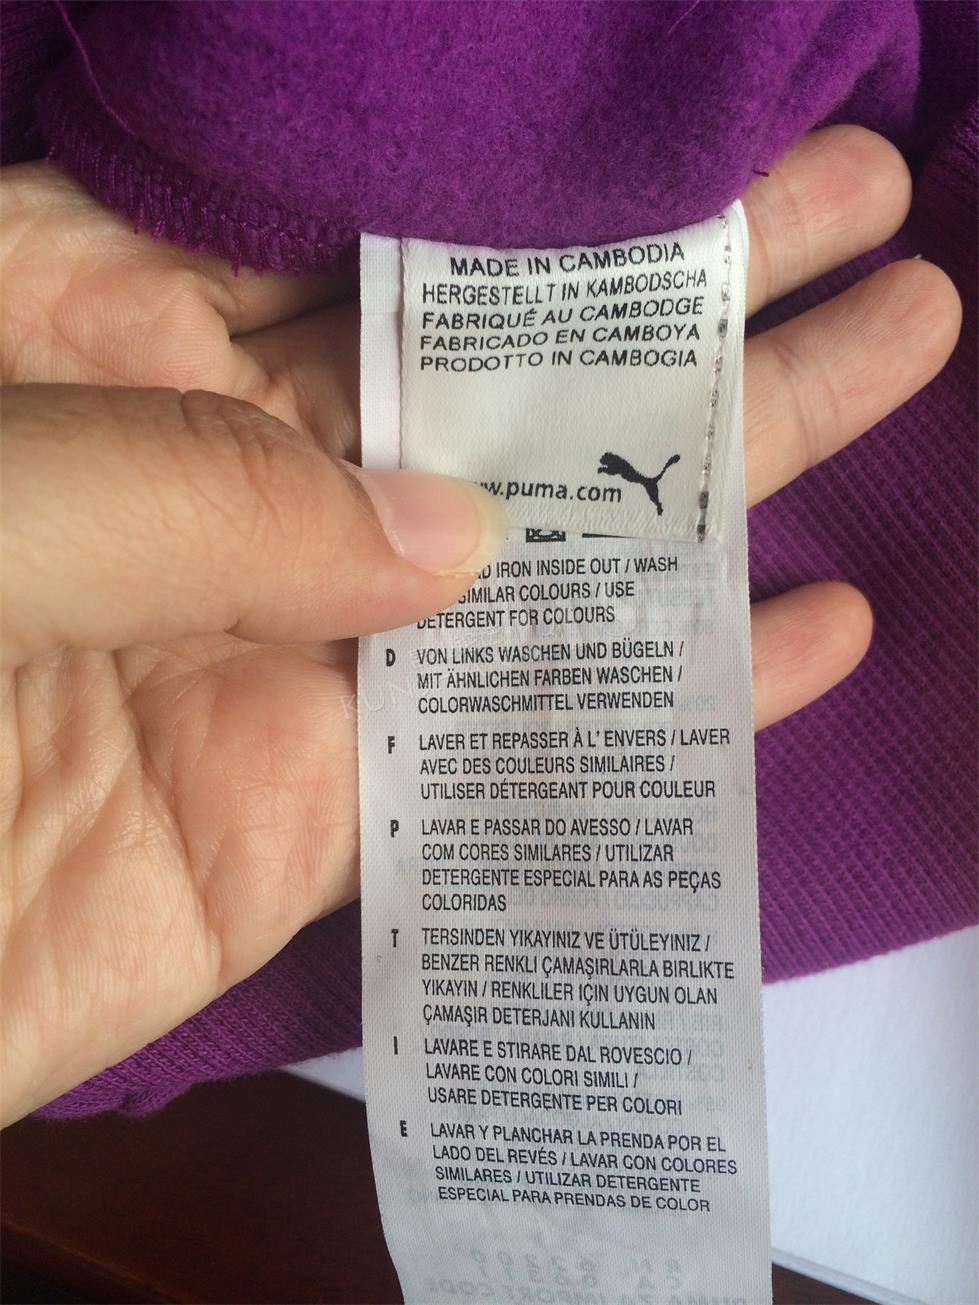 MADE IN CAMBODIA
HERGESTELLT IN KAMBODSCHA
FABRIQUÉ AU CAMBODGE
FABRICADO EN CAMBOYA
PRODOTTO IN CAMBOGIA
w.puma.com
IRON INSIDE OUT / WASH
SIMILAR COLOURS / USE
DETERGENT FOR COLOURS
D VON LINKS WASCHEN UND BÜGELN /
MIT ÄHNLICHEN FARBEN WASCHEN /
COLORWASCHMITTEL VERWENDEN
F LAVER ET REPASSER À L' ENVERS / LAVER
AVEC DES COULEURS SIMILAIRES /
UTILISER DÉTERGEANT POUR COULEUR
P LAVAR E PASSAR DO AVESSO / LAVAR
COM CORES SIMILARES / UTILIZAR
DETERGENTE ESPECIAL PARA AS PEÇAS
COLORIDAS
T TERSINDEN YIKAYINIZ VE ÜTÜLEYINIZ /
BENZER RENKLI ÇAMAŞIRLARLA BIRLIKTE
YIKAYIN / RENKLILER IÇIN UYGUN OLAN
ÇAMAŞIR DETERJANI KULLANIN
I LAVARE E STIRARE DAL ROVESCIO /
LAVARE CON COLORI SIMILI /
USARE DETERGENTE PER COLORI
E LAVAR Y PLANCHAR LA PRENDA POR EL
LADO DEL REVÉS / LAVAR CON COLORES
SIMILARES / UTILIZAR DETERGENTE
ESPECIAL PARA PRENDAS DE COLOR